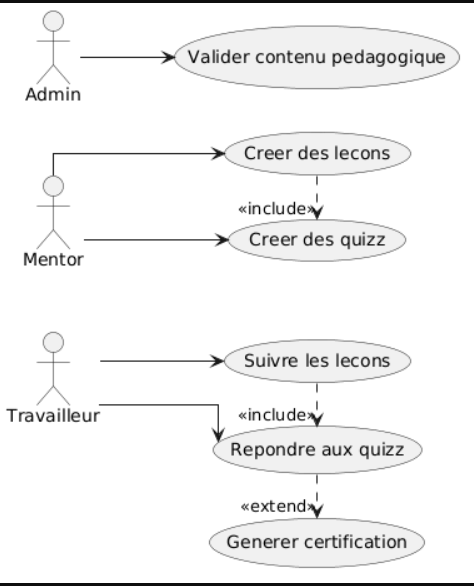 Valider contenu pedagogique
Admin
Creer des lecons
«include»
Creer des quizz
Mentor
Suivre les lecons
Travailleur
«include»
Repondre aux quizz
«extend»
Generer certification